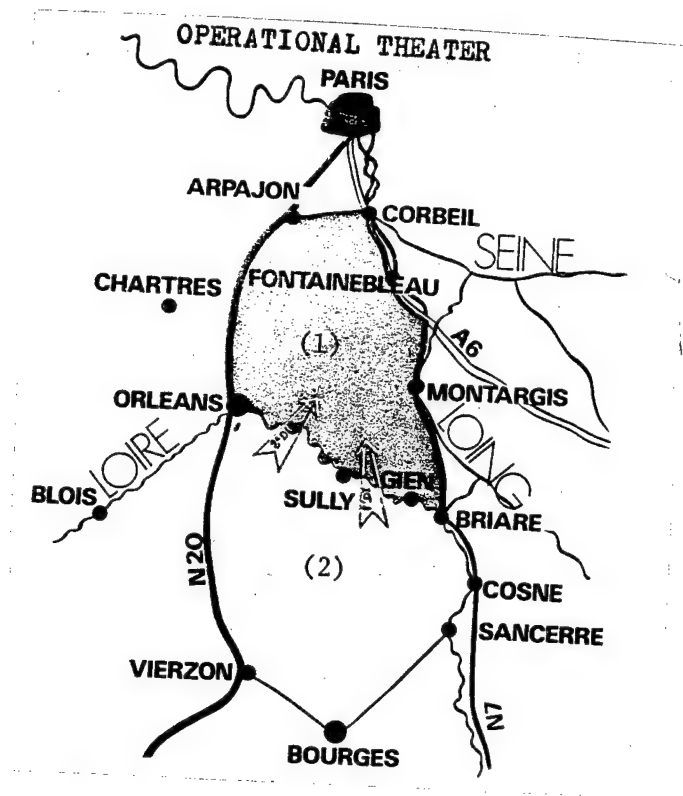 OPERATIONAL THEATER
PARIS
ARPAJON
CORBEIL
SEINE
CHARTRES
FONTAINEBLEAU
(1)
A6
ORLEANS
MONTARGIS
LOING
LOIRE
BLOIS
SULLY
GIEN
BRIARE
N20
(2)
COSNE
SANCERRE
VIERZON
N7
BOURGES